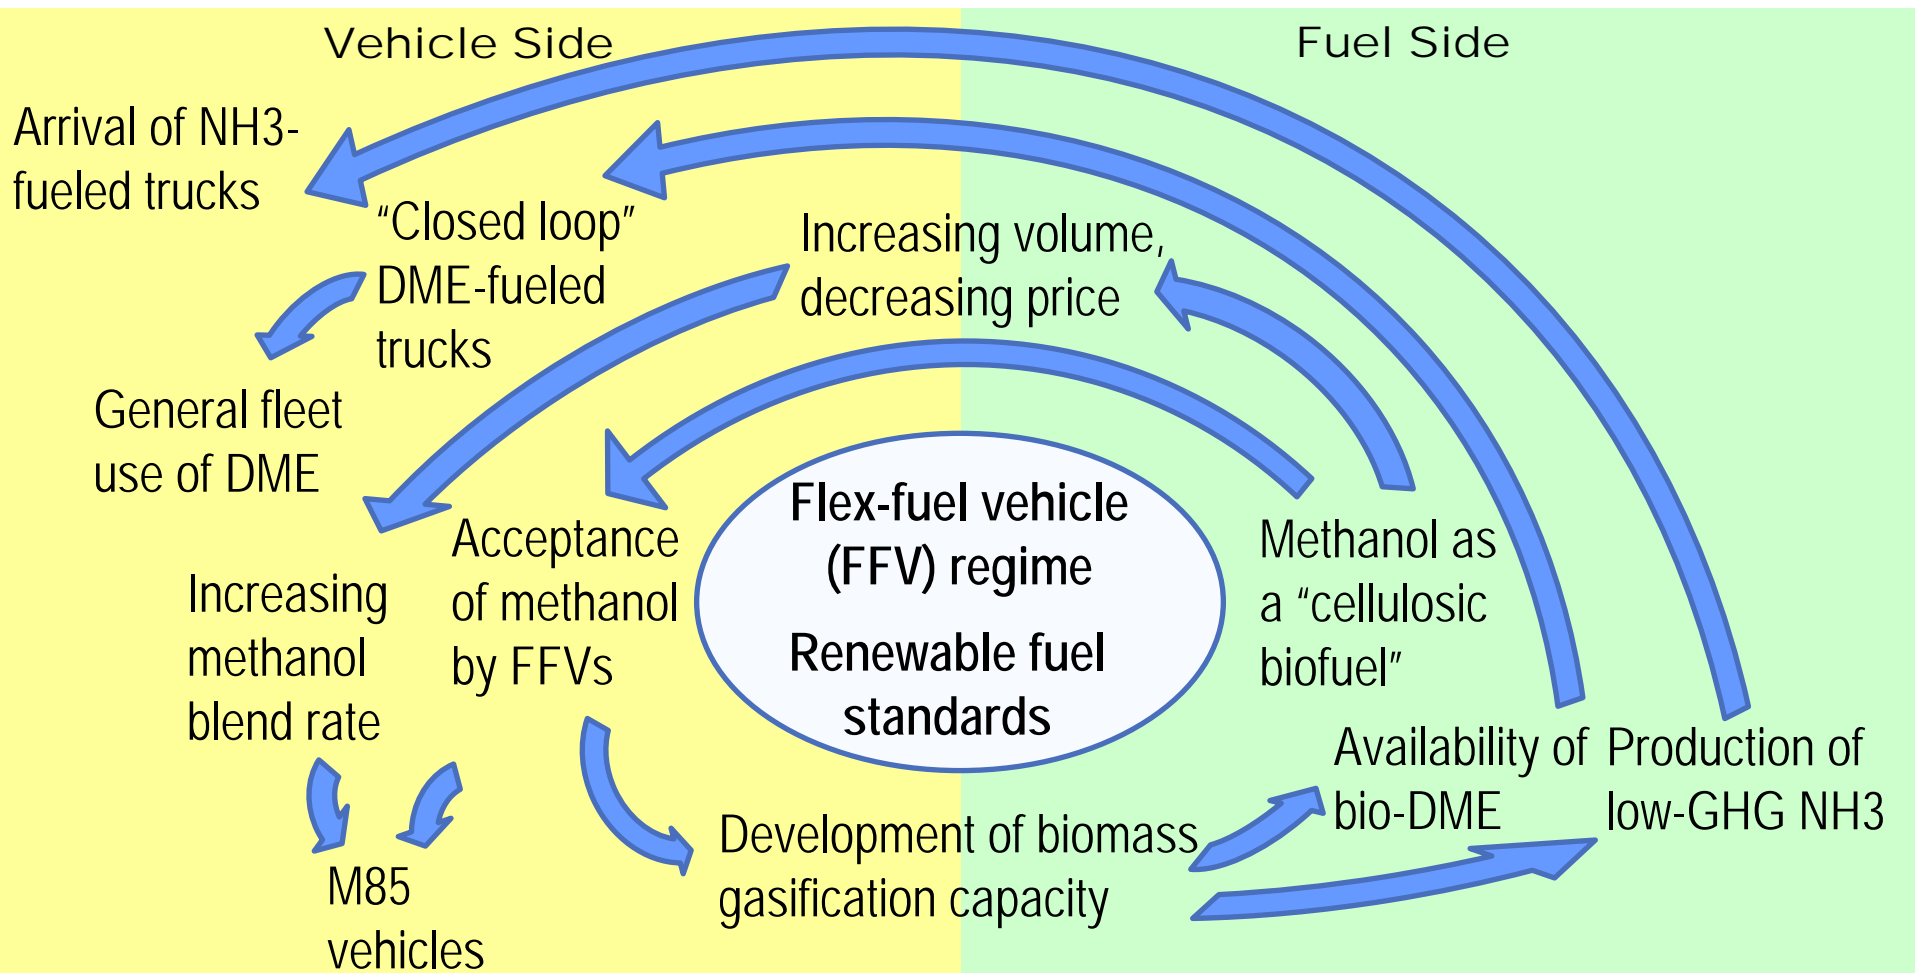 Vehicle Side
Fuel Side
Arrival of NH3-
fueled trucks
“Closed loop”
DME-fueled
trucks
Increasing volume,
decreasing price
General fleet
use of DME
Flex-fuel vehicle
(FFV) regime
Renewable fuel
standards
Acceptance
of methanol
by FFVs
Methanol as
a “cellulosic
biofuel”
Increasing
methanol
blend rate
Availability of
bio-DME
Production of
low-GHG NH3
Development of biomass
gasification capacity
M85
vehicles